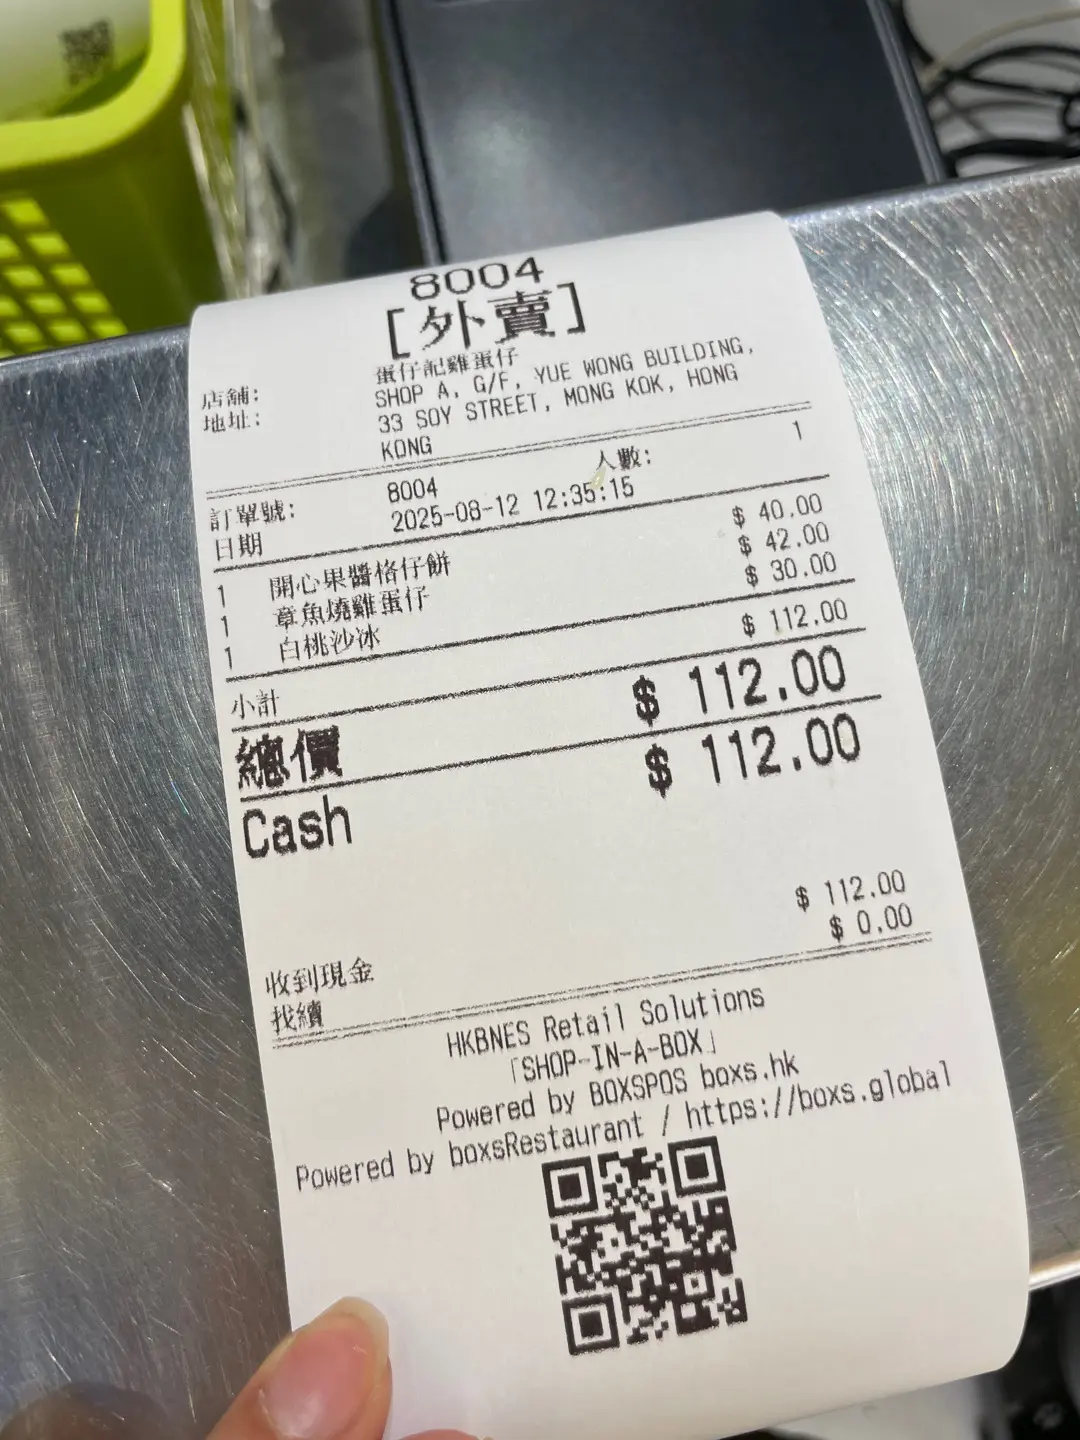 8004
[外賣]
店舖: 蛋仔記雞蛋仔
地址: SHOP A, G/F, YUE WONG BUILDING,
33 SOY STREET, MONG KOK, HONG
KONG
人數: 1
訂單號: 8004
日期 2025-08-12 12:35:15
1 開心果醬格仔餅 $ 40.00
1 章魚燒雞蛋仔 $ 42.00
1 白桃沙冰 $ 30.00
小計 $ 112.00
總價 $ 112.00
Cash $ 112.00
收到現金 $ 112.00
找續 $ 0.00
HKBNES Retail Solutions
「SHOP-IN-A-BOX」
Powered by BOXSPOS boxs.hk
Powered by boxsRestaurant / https://boxs.global